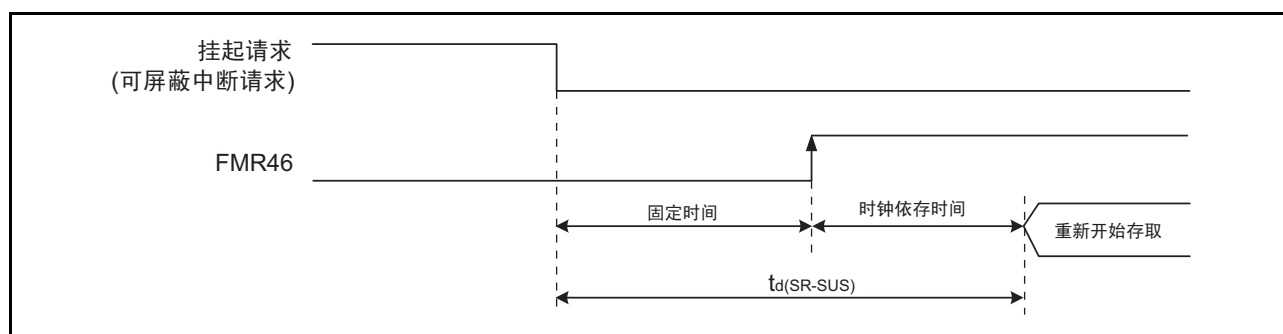 挂起请求
(可屏蔽中断请求)
FMR46
固定时间
时钟依存时间
重新开始存取
td(SR-SUS)